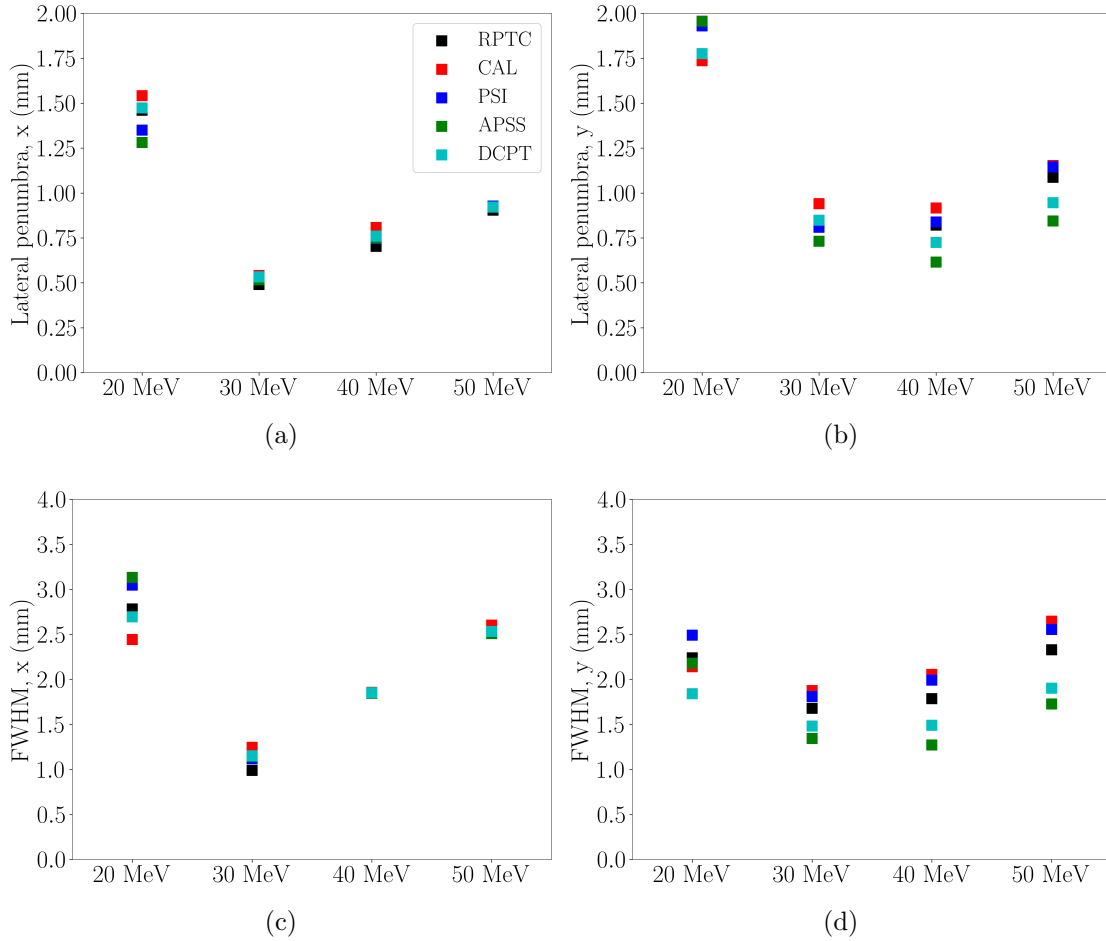 Lateral penumbra, x (mm)
2.00
1.75
1.50
1.25
1.00
0.75
0.50
0.25
0.00
20 MeV 30 MeV 40 MeV 50 MeV
RPTC
CAL
PSI
APSS
DCPT
(a)
Lateral penumbra, y (mm)
2.00
1.75
1.50
1.25
1.00
0.75
0.50
0.25
0.00
20 MeV 30 MeV 40 MeV 50 MeV
(b)
FWHM, x (mm)
4.0
3.5
3.0
2.5
2.0
1.5
1.0
0.5
0.0
20 MeV 30 MeV 40 MeV 50 MeV
(c)
FWHM, y (mm)
4.0
3.5
3.0
2.5
2.0
1.5
1.0
0.5
0.0
20 MeV 30 MeV 40 MeV 50 MeV
(d)